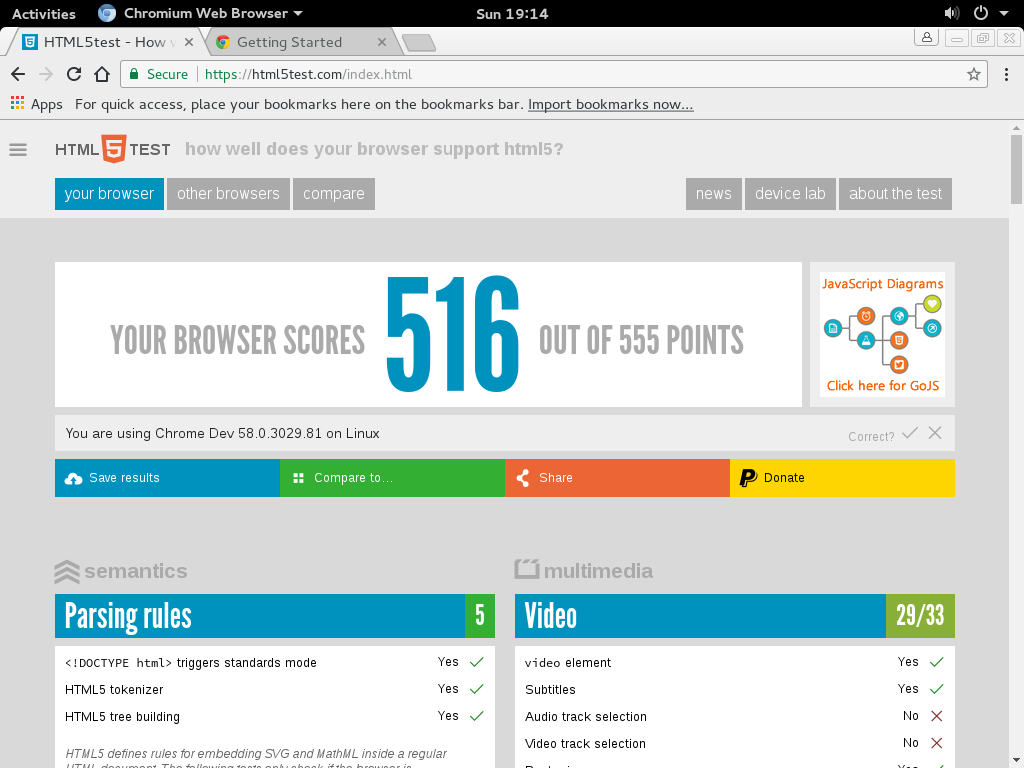 Activities Chromium Web Browser Sun 19:14
HTML5test - How Getting Started
Secure https://html5test.com/index.html
Apps For quick access, place your bookmarks here on the bookmarks bar. Import bookmarks now...
HTML 5 TEST how well does your browser support html5?
your browser other browsers compare news device lab about the test
YOUR BROWSER SCORES 516 OUT OF 555 POINTS
JavaScript Diagrams
Click here for GoJS
You are using Chrome Dev 58.0.3029.81 on Linux Correct?
Save results Compare to... Share Donate
semantics
Parsing rules 5
<!DOCTYPE html> triggers standards mode Yes
HTML5 tokenizer Yes
HTML5 tree building Yes
HTML5 defines rules for embedding SVG and MathML inside a regular
HTML document. The following tests only check if the browser is
multimedia
Video 29/33
video element Yes
Subtitles Yes
Audio track selection No
Video track selection No